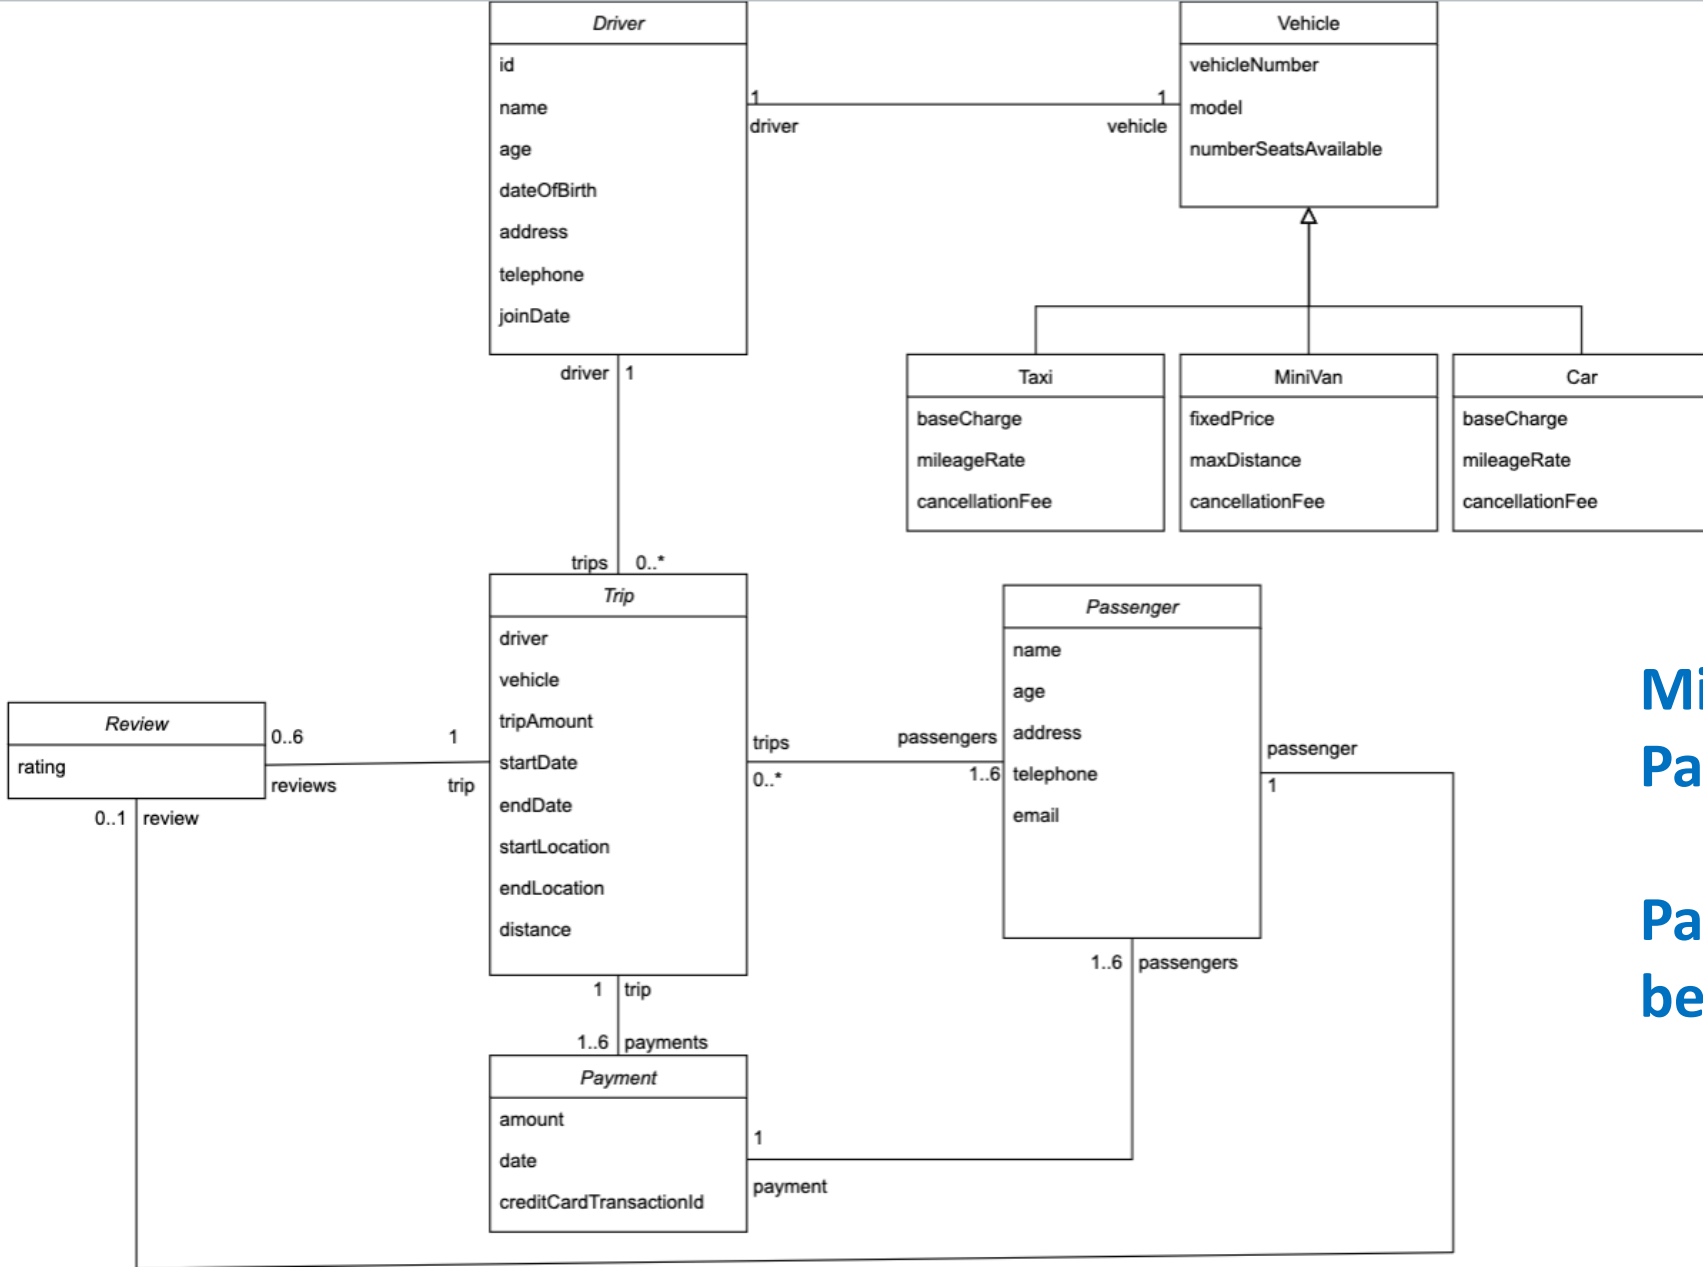 Driver
id
name
age
dateOfBirth
address
telephone
joinDate
1
driver
1
vehicle
Vehicle
vehicleNumber
model
numberSeatsAvailable
driver 1
Taxi
baseCharge
mileageRate
cancellationFee
MiniVan
fixedPrice
maxDistance
cancellationFee
Car
baseCharge
mileageRate
cancellationFee
trips 0..*
Trip
driver
vehicle
tripAmount
startDate
endDate
startLocation
endLocation
distance
Passenger
name
age
address
telephone
email
Review
rating
0..6
reviews
1
trip
trips
0..*
passengers
1..6
passenger
1
0..1 review
1..6 passengers
1 trip
1..6 payments
Payment
amount
date
creditCardTransactionId
1
payment
Mi
Pa
Pa
be